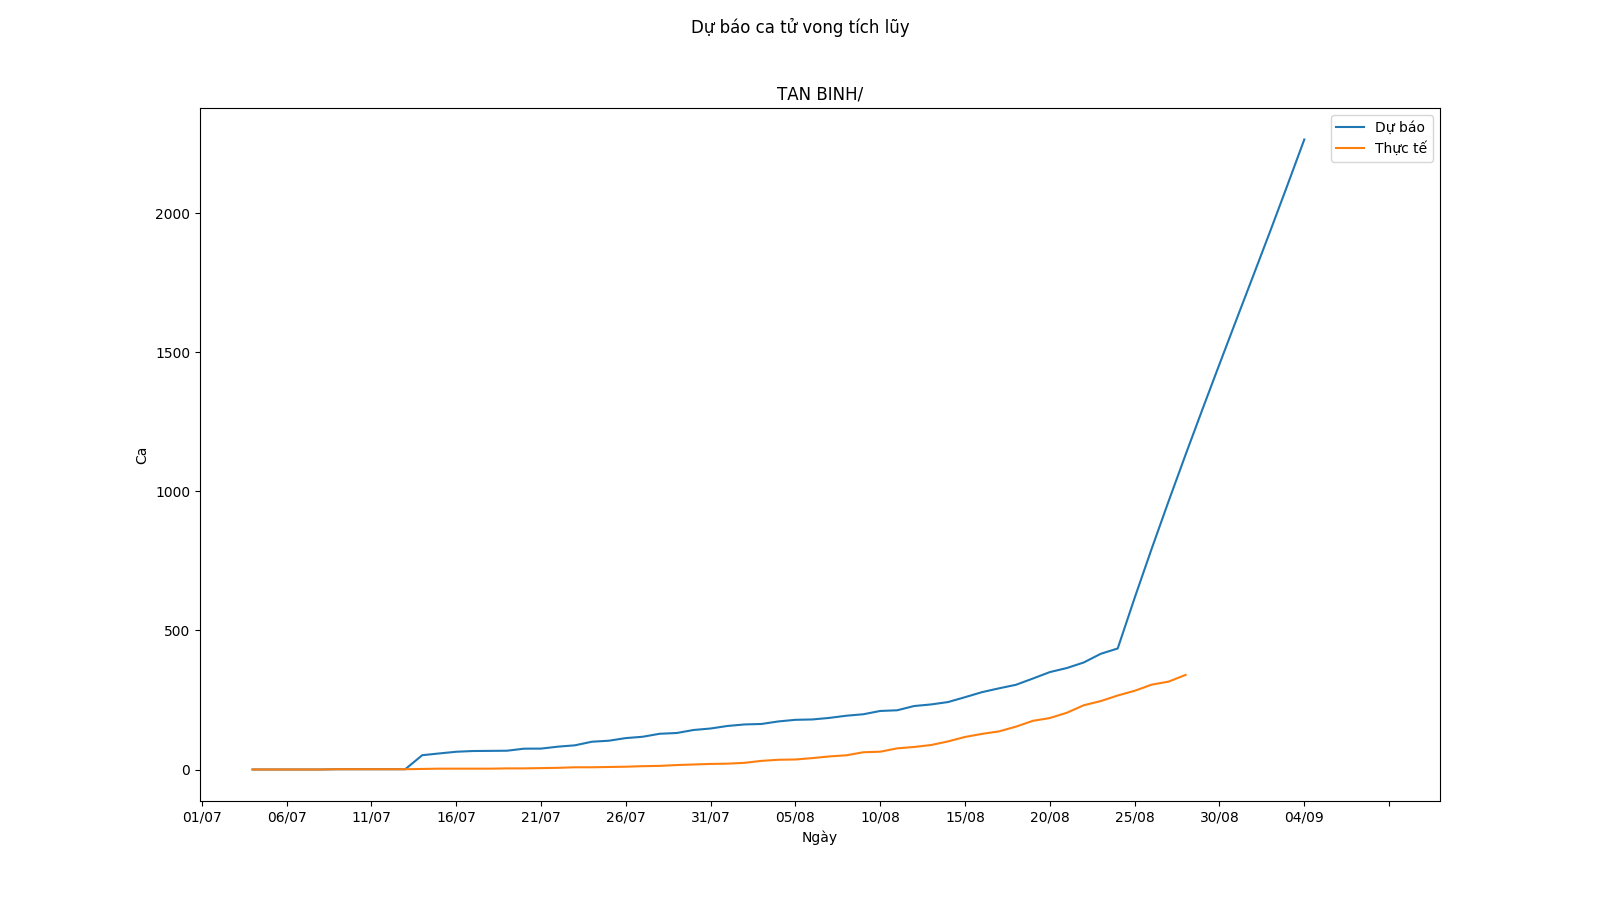 Dự báo ca tử vong tích lũy
TAN BINH/
Dự báo
Thực tế
2000
1500
1000
500
0
Ca
01/07 06/07 11/07 16/07 21/07 26/07 31/07 05/08 10/08 15/08 20/08 25/08 30/08 04/09
Ngày